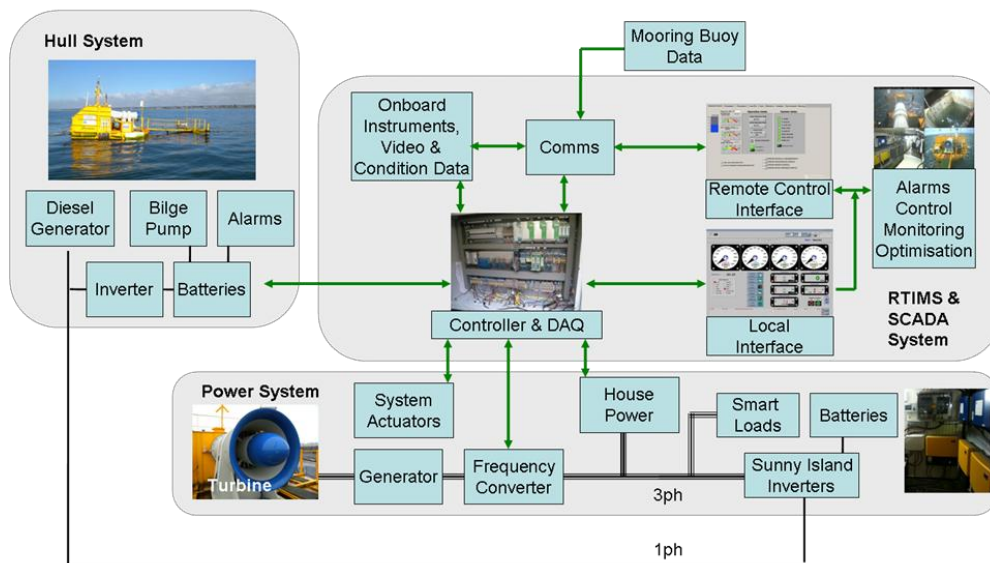 Hull System
Mooring Buoy
Data
Onboard
Instruments,
Video &
Condition Data
Comms
Remote Control
Interface
Alarms
Control
Monitoring
Optimisation
Diesel
Generator
Bilge
Pump
Alarms
Inverter
Batteries
Controller & DAQ
Local
Interface
RTIMS &
SCADA
System
Power System
Turbine
System
Actuators
House
Power
Smart
Loads
Batteries
Generator
Frequency
Converter
Sunny Island
Inverters
3ph
1ph